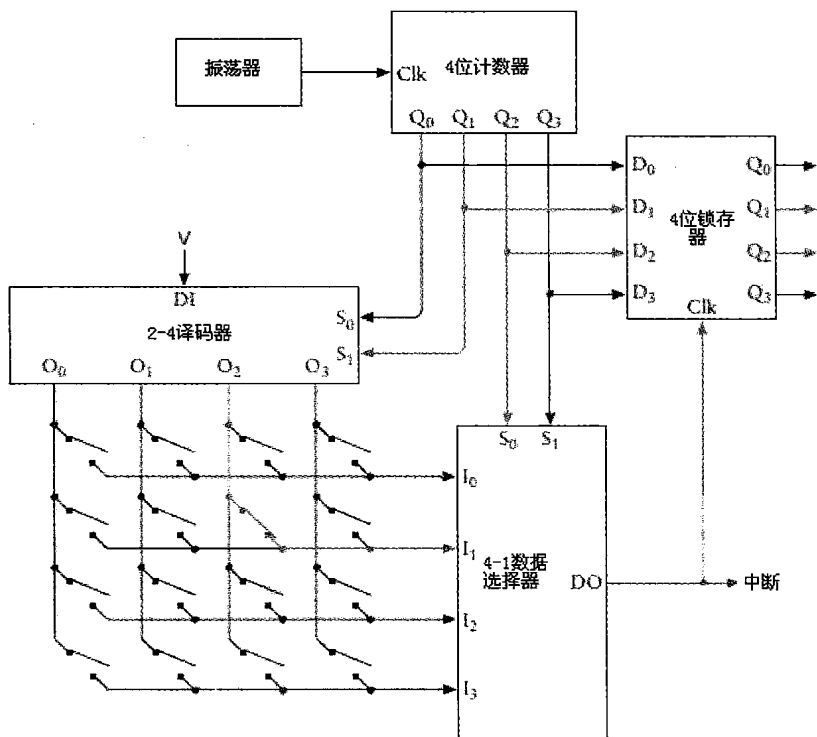 振荡器
4位计数器
Clk
Q0 Q1 Q2 Q3
D0 Q0
D1 Q1
4位锁存器
D2 Q2
D3 Q3
Clk
V
DI
2-4译码器
S0
S1
O0 O1 O2 O3
S0 S1
I0
I1
4-1数据
选择器
DO
中断
I2
I3